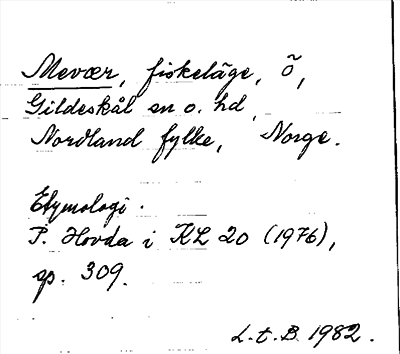 Mevær, fiskeläge, õ,
Gildeskål sn o. hd,
Nordland fylke, Norge.
Etymologi.
P. Hovda i KL 20 (1976),
sp. 309.
L.t.B. 1982.